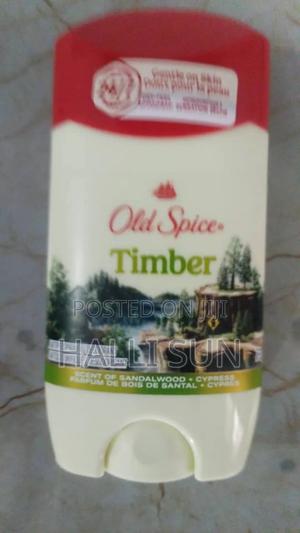 Gentle on Skin
Doux pour la peau
Old Spice
Timber
POSTED ON JIJI
HALLI SUN
SCENT OF SANDALWOOD + CYPRESS
PARFUM DE BOIS DE SANTAL + CYPRÈS